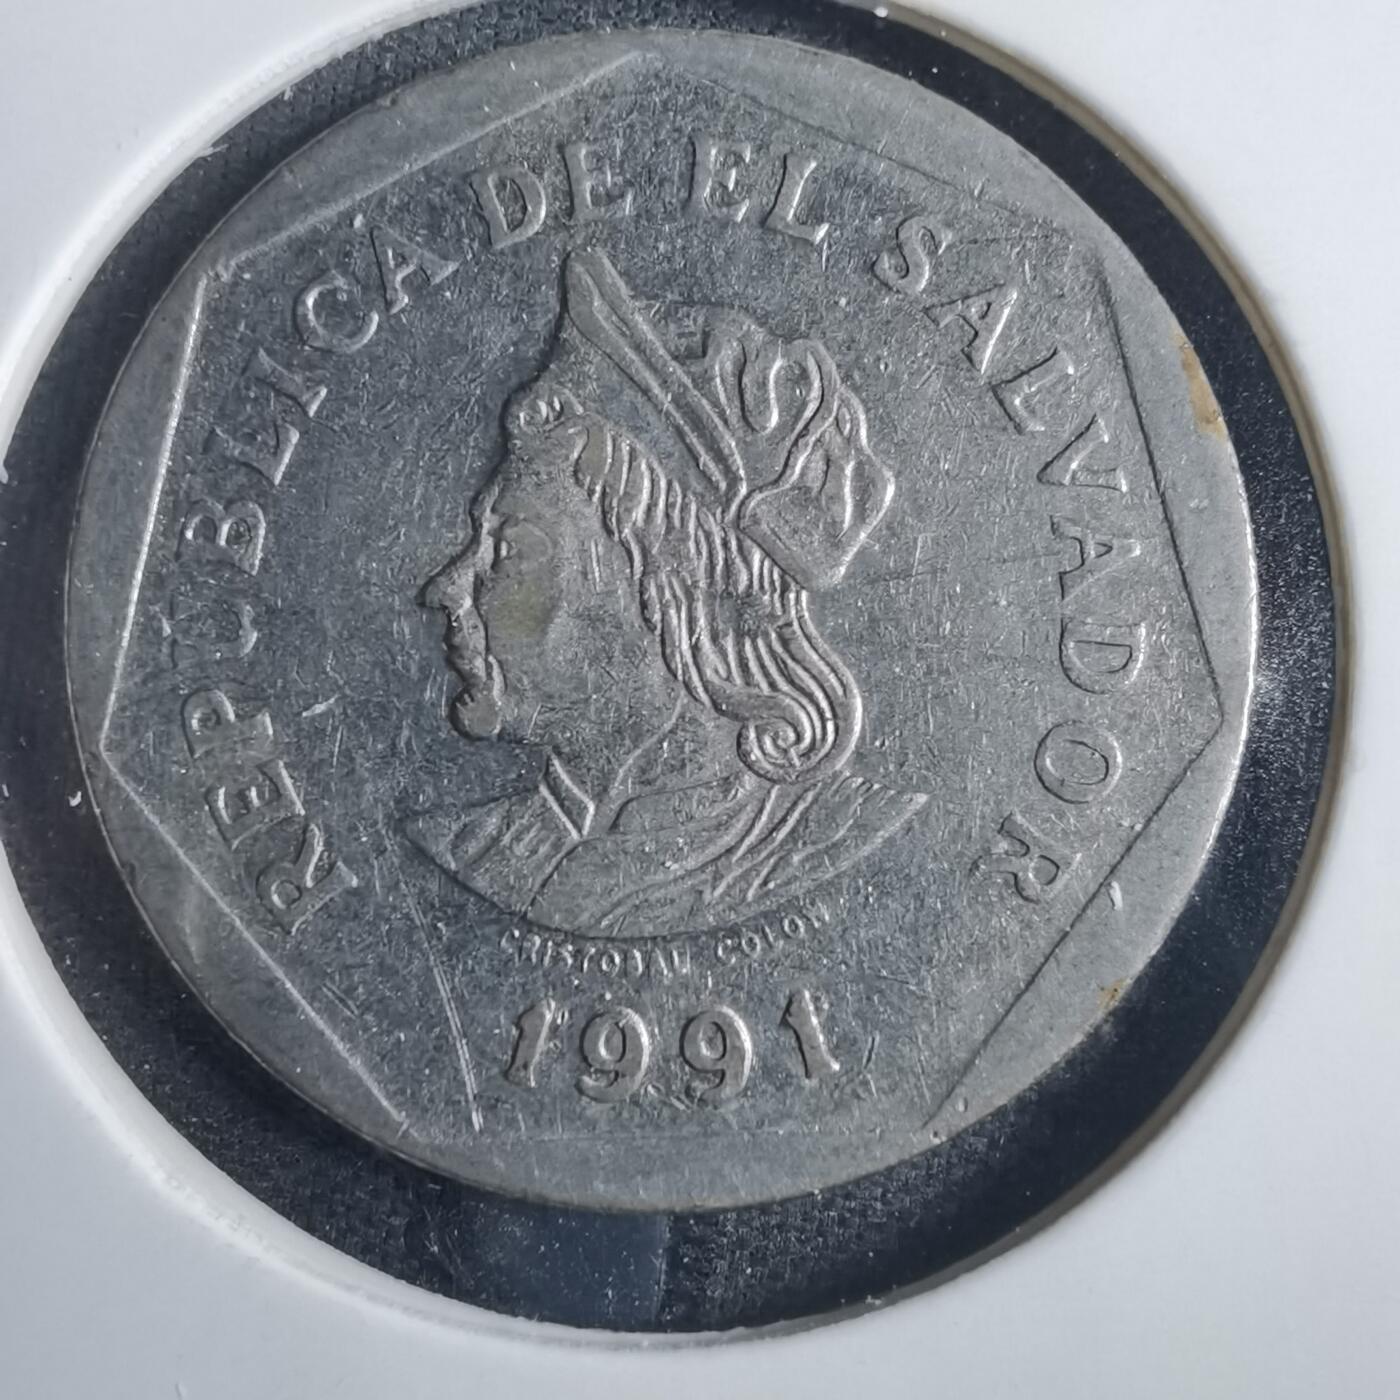 REPUBLICA DE EL SALVADOR
CRISTOBAL COLON
1991